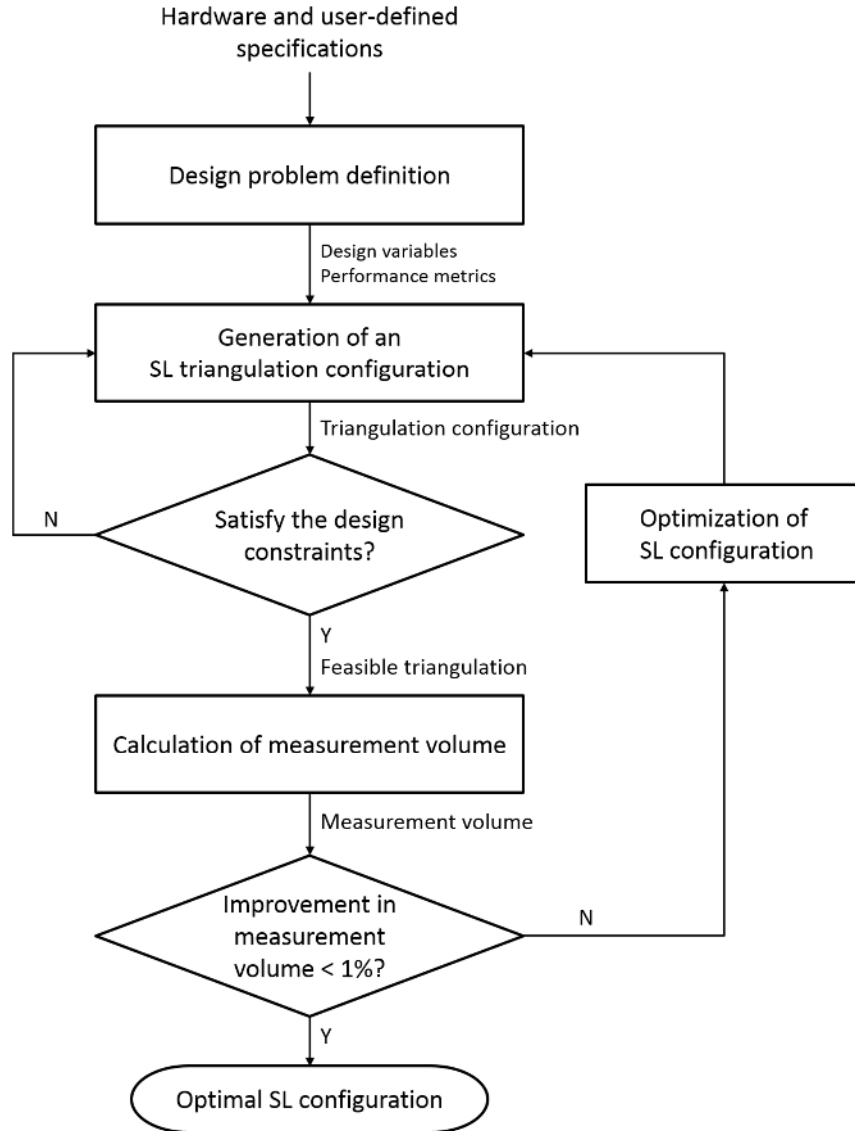 Hardware and user-defined
specifications
Design problem definition
Design variables
Performance metrics
Generation of an
SL triangulation configuration
Triangulation configuration
N
Satisfy the design
constraints?
Optimization of
SL configuration
Y
Feasible triangulation
Calculation of measurement volume
Measurement volume
Improvement in
measurement
volume < 1%?
N
Y
Optimal SL configuration